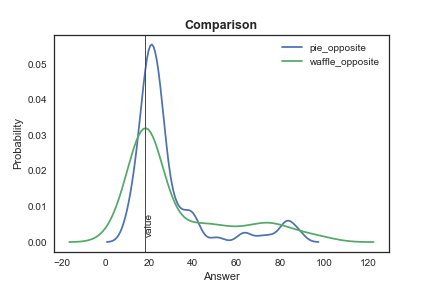 Comparison
pie_opposite
waffle_opposite
Probability
0.05
0.04
0.03
0.02
0.01
0.00
value
−20
0
20
40
60
80
100
120
Answer